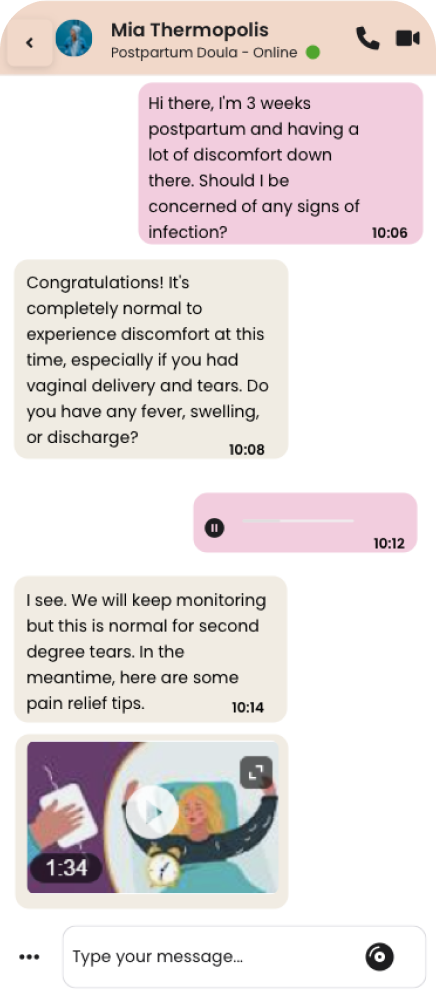 Mia Thermopolis
Postpartum Doula - Online
Hi there, I'm 3 weeks
postpartum and having a
lot of discomfort down
there. Should I be
concerned of any signs of
infection?
10:06
Congratulations! It's
completely normal to
experience discomfort at this
time, especially if you had
vaginal delivery and tears. Do
you have any fever, swelling,
or discharge?
10:08
10:12
I see. We will keep monitoring
but this is normal for second
degree tears. In the
meantime, here are some
pain relief tips.
10:14
1:34
Type your message...